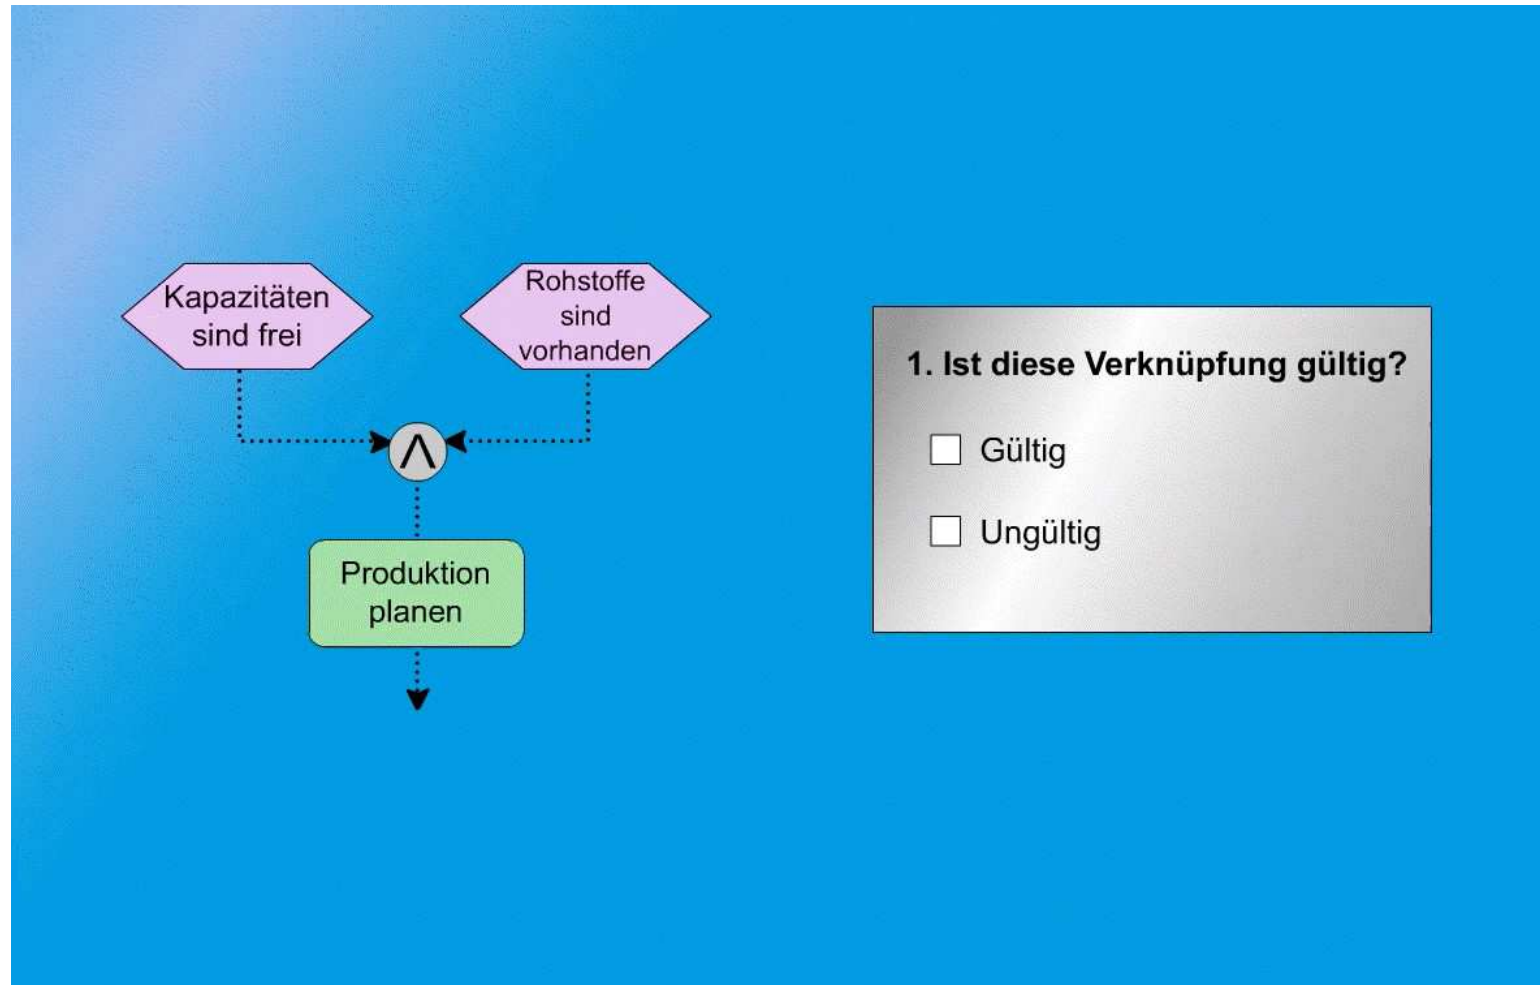 Kapazitäten
sind frei
Rohstoffe
sind
vorhanden
Λ
Produktion
planen
1. Ist diese Verknüpfung gültig?
Gültig
Ungültig